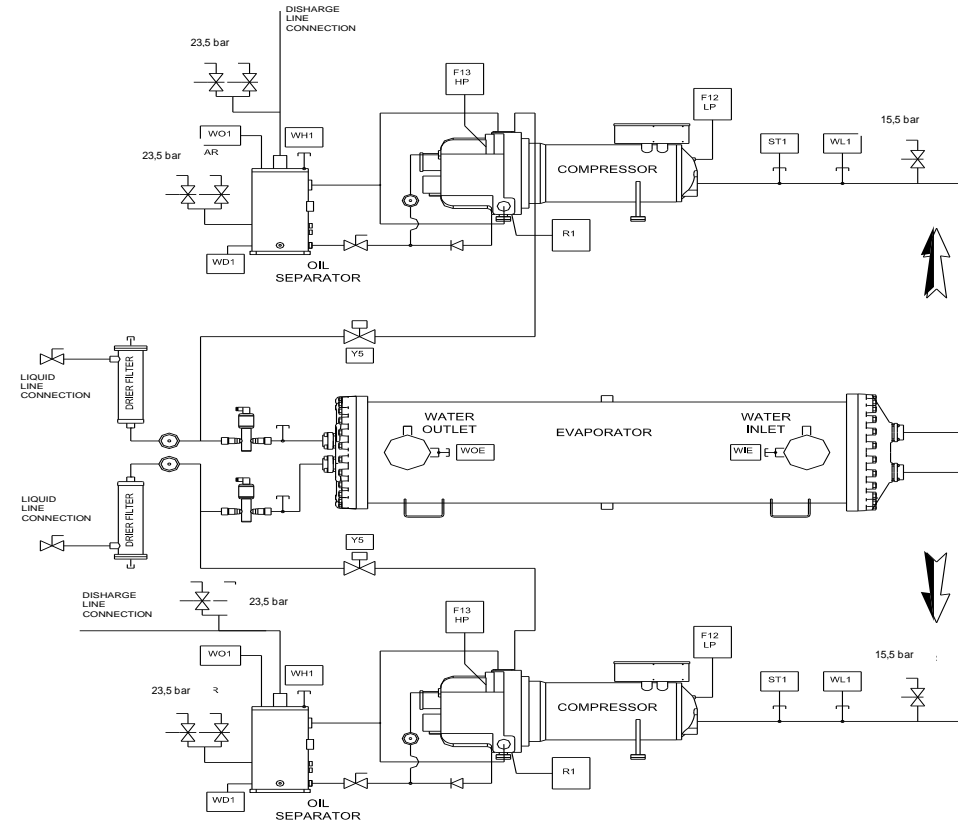 DISHARGE
LINE
CONNECTION
23,5 bar
F13
HP
F12
LP
WO1
WH1
23,5 bar
AR
15,5 bar
ST1
WL1
COMPRESSOR
R1
WD1
OIL
SEPARATOR
Y5
DRIER FILTER
LIQUID
LINE
CONNECTION
WATER
OUTLET
EVAPORATOR
WATER
INLET
WOE
WIE
LIQUID
LINE
CONNECTION
DRIER FILTER
Y5
DISHARGE
LINE
CONNECTION
23,5 bar
F13
HP
F12
LP
WO1
WH1
15,5 bar
ST1
WL1
23,5 bar
COMPRESSOR
R1
WD1
OIL
SEPARATOR